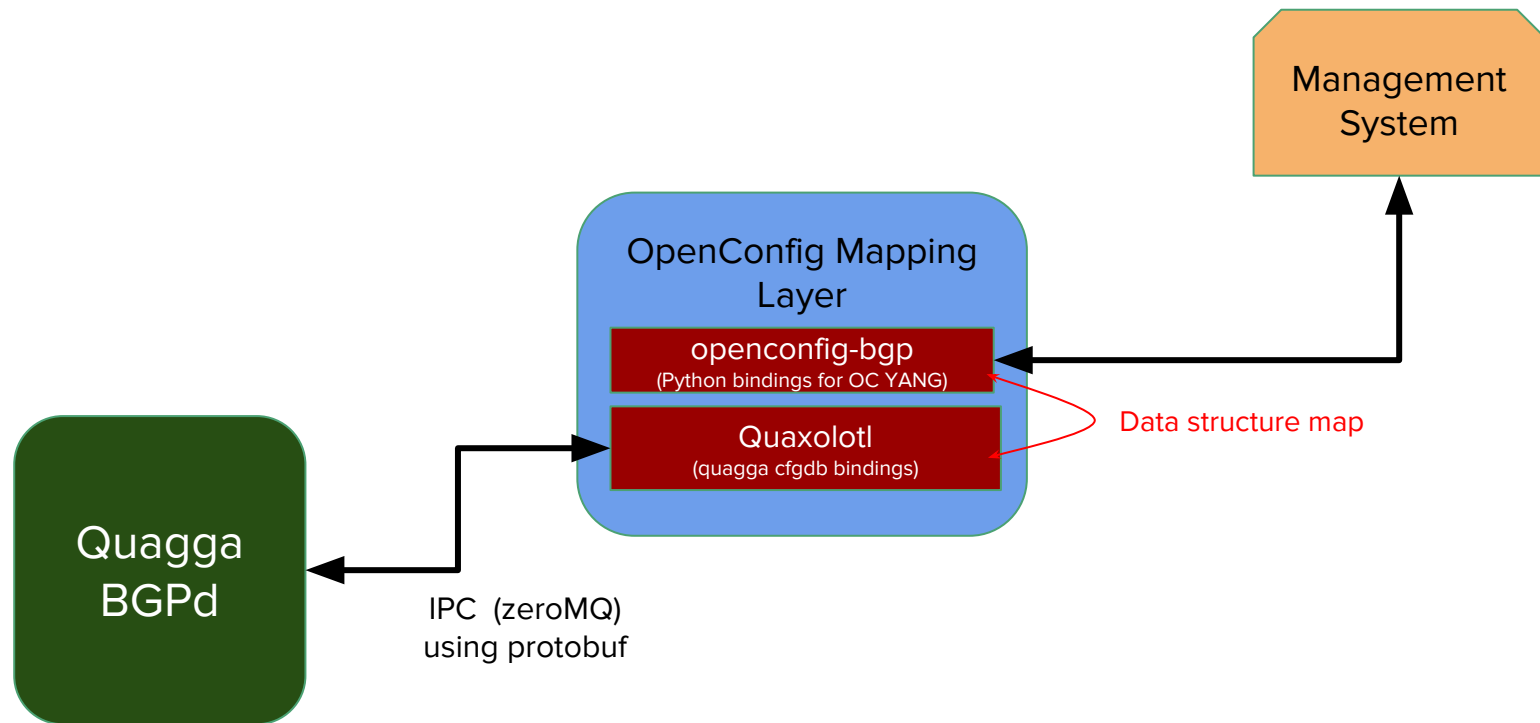 Management
System
OpenConfig Mapping
Layer
openconfig-bgp
(Python bindings for OC YANG)
Data structure map
Quaxolotl
(quagga cfgdb bindings)
Quagga
BGPd
IPC (zeroMQ)
using protobuf